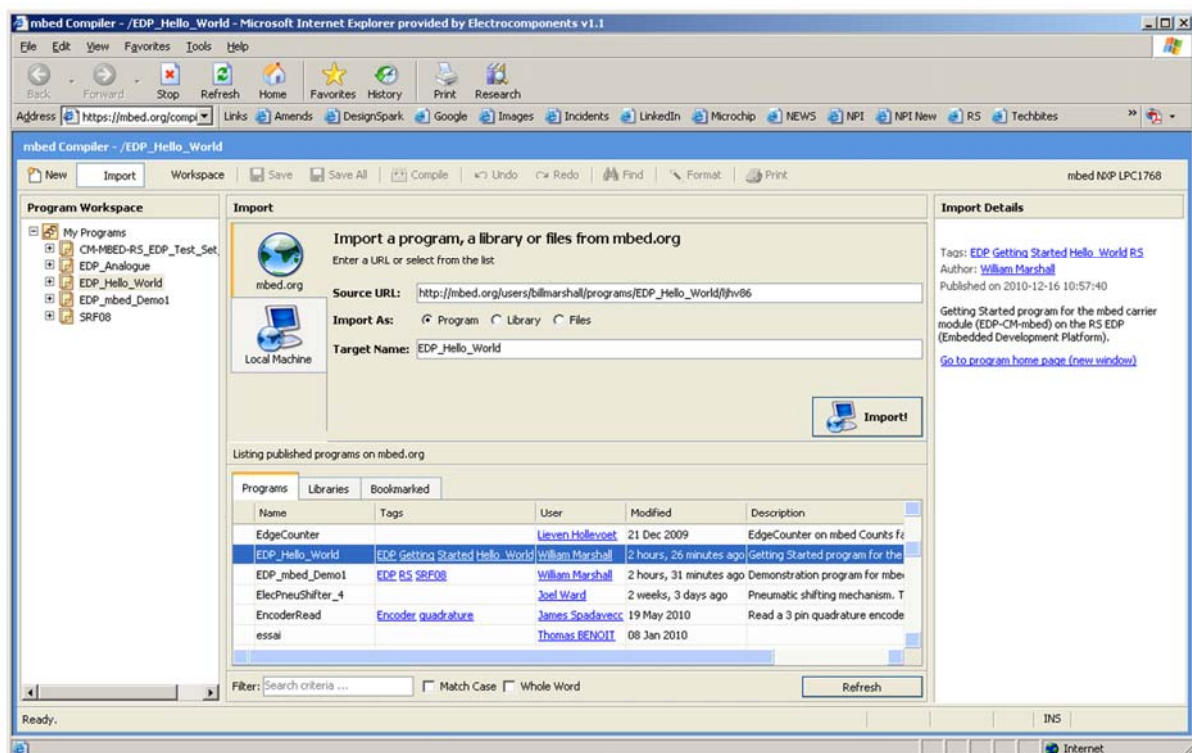 mbed Compiler - /EDP_Hello_World - Microsoft Internet Explorer provided by Electrocomponents v1.1
File Edit View Favorites Tools Help
Back Forward Stop Refresh Home Favorites History Print Research
Address https://mbed.org/compi Links Amends DesignSpark Google Images Incidents LinkedIn Microchip NEWS NPI NPI New RS Techbites
mbed Compiler - /EDP_Hello_World
New Import Workspace Save Save All Compile Undo Redo Find Format Print mbed NXP LPC1768
Program Workspace
My Programs
CM-MBED-RS_EDP_Test_Set
EDP_Analogue
EDP_Hello_World
EDP_mbed_Demo1
SRF08
Import
mbed.org
Local Machine
Import a program, a library or files from mbed.org
Enter a URL or select from the list
Source URL: http://mbed.org/users/billmarshall/programs/EDP_Hello_World/ljhv86
Import As: Program Library Files
Target Name: EDP_Hello_World
Import!
Listing published programs on mbed.org
Programs Libraries Bookmarked
Name Tags User Modified Description
EdgeCounter Lieven Hollevoet 21 Dec 2009 EdgeCounter on mbed Counts fa
EDP_Hello_World EDP Getting Started Hello_World William Marshall 2 hours, 26 minutes ago Getting Started program for the
EDP_mbed_Demo1 EDP RS SRF08 William Marshall 2 hours, 31 minutes ago Demonstration program for mbe
ElecPneuShifter_4 Joel Ward 2 weeks, 3 days ago Pneumatic shifting mechanism. T
EncoderRead Encoder quadrature James Spadavecc 19 May 2010 Read a 3 pin quadrature encode
essai Thomas BENOIT 08 Jan 2010
Filter: Search criteria ... Match Case Whole Word Refresh
Import Details
Tags: EDP Getting Started Hello_World RS
Author: William Marshall
Published on 2010-12-16 10:57:40
Getting Started program for the mbed carrier
module (EDP-CM-mbed) on the RS EDP
(Embedded Development Platform).
Go to program home page (new window)
Ready. INS
Internet